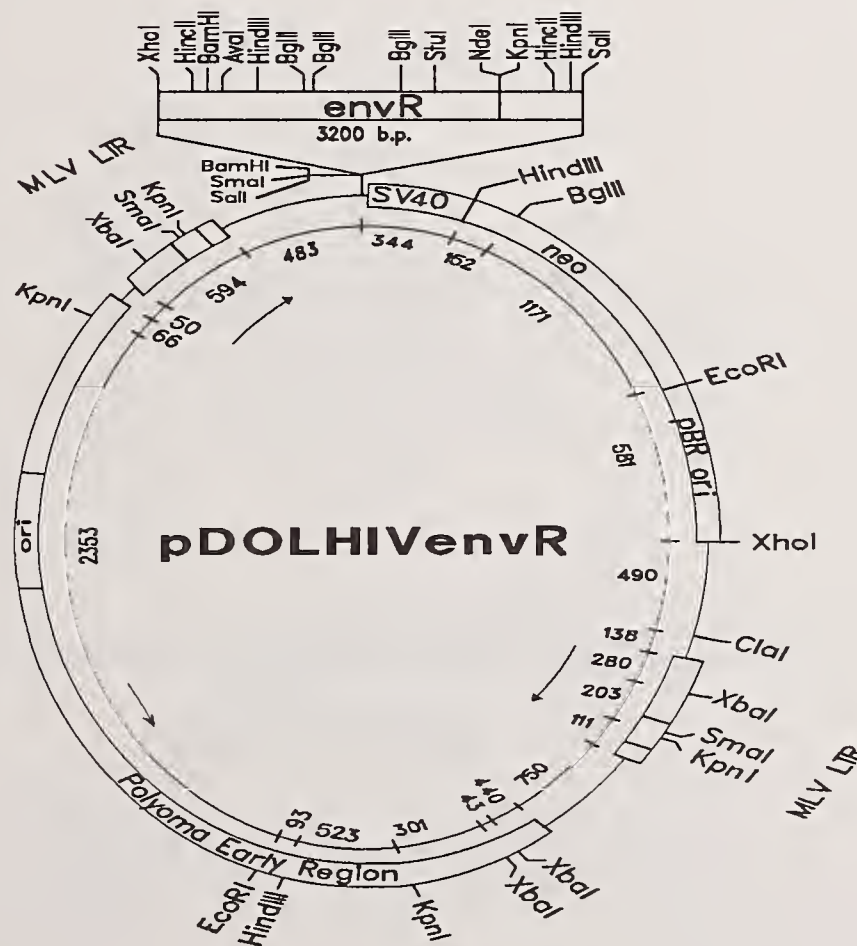 XhoI
HincII
BamHI
AvaI
HindIII
BglII
BglII
BglII
StuI
NdeI
KpnI
HincII
HindIII
SalI
envR
3200 b.p.
MLV LTR
BamHI
SmaI
SalI
SV40
HindIII
BglII
neo
KpnI
SmaI
XbaI
KpnI
483
344
152
594
50
66
1171
EcoRI
pBR ori
581
ori
2353
pDOLHIVenvR
XhoI
490
138
ClaI
280
203
XbaI
111
SmaI
KpnI
MLV LTR
750
440
43
301
523
93
Polyoma Early Region
XbaI
XbaI
KpnI
EcoRI
HindIII